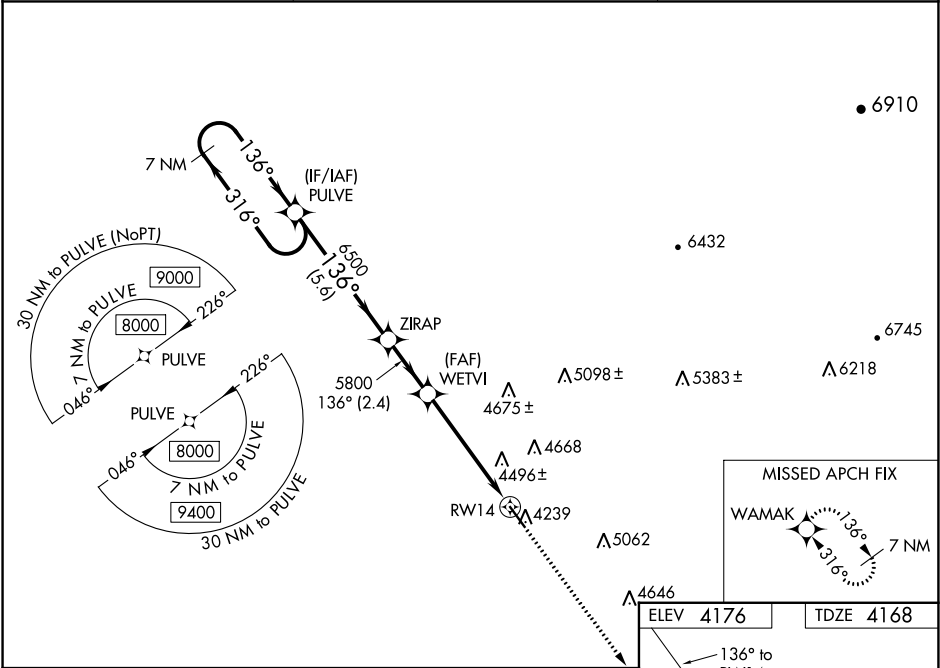 6910
7 NM
136°
316°
(IF/IAF)
PULVE
6432
6500
136°
(5.6)
30 NM to PULVE (NoPT)
9000
7 NM to PULVE
8000
226°
046°
PULVE
ZIRAP
6745
(FAF)
WETVI
5800
136° (2.4)
5098 ±
5383 ±
6218
4675 ±
PULVE
226°
046°
8000
7 NM to PULVE
9400
30 NM to PULVE
4668
4496 ±
RW14
4239
5062
4646
MISSED APCH FIX
WAMAK
136°
316°
7 NM
ELEV 4176
TDZE 4168
136° to